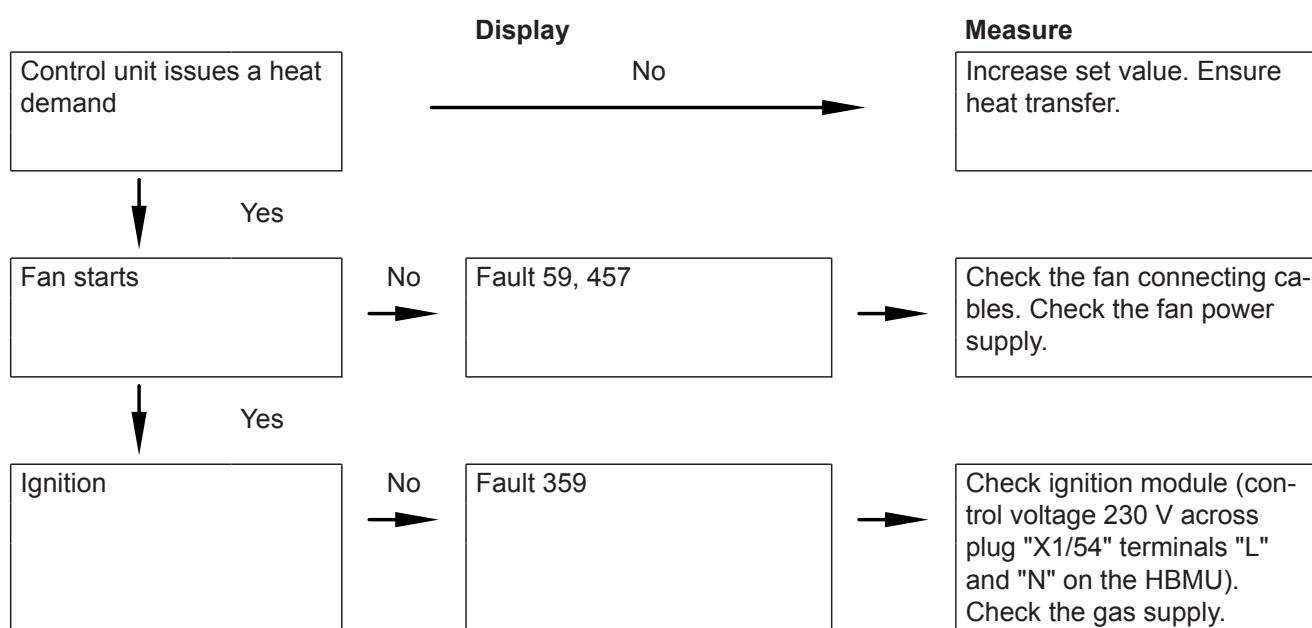 Display
Measure
Control unit issues a heat
demand
No
Increase set value. Ensure
heat transfer.
Yes
Fan starts
No
Fault 59, 457
Check the fan connecting ca-
bles. Check the fan power
supply.
Yes
Ignition
No
Fault 359
Check ignition module (con-
trol voltage 230 V across
plug "X1/54" terminals "L"
and "N" on the HBMU).
Check the gas supply.